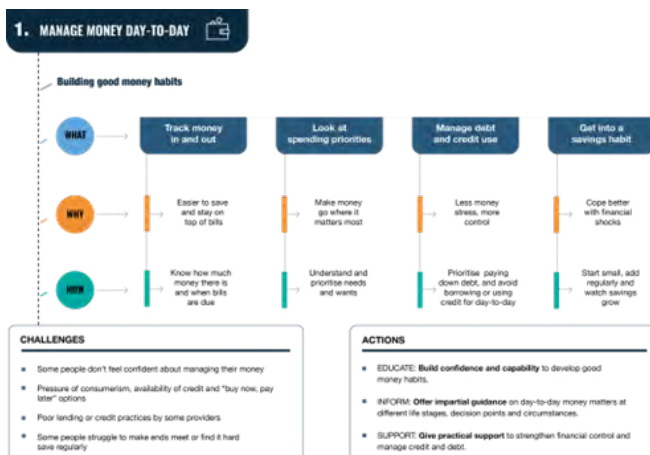 1. MANAGE MONEY DAY-TO-DAY
Building good money habits
WHAT
Track money
in and out
Look at
spending priorities
Manage debt
and credit use
Get into a
savings habit
WHY
Easier to save
and stay on
top of bills
Make money
go where it
matters most
Less money
stress, more
control
Cope better
with financial
shocks
HOW
Know how much
money there is
and when bills
are due
Understand and
prioritise needs
and wants
Prioritise paying
down debt, and avoid
borrowing or using
credit for day-to-day
Start small, add
regularly and
watch savings
grow
CHALLENGES
Some people don't feel confident about managing their money
Pressure of consumerism, availability of credit and "buy now, pay
later" options
Poor lending or credit practices by some providers
Some people struggle to make ends meet or find it hard
save regularly
ACTIONS
EDUCATE: Build confidence and capability to develop good
money habits.
INFORM: Offer impartial guidance on day-to-day money matters at
different life stages, decision points and circumstances.
SUPPORT: Give practical support to strengthen financial control and
manage credit and debt.